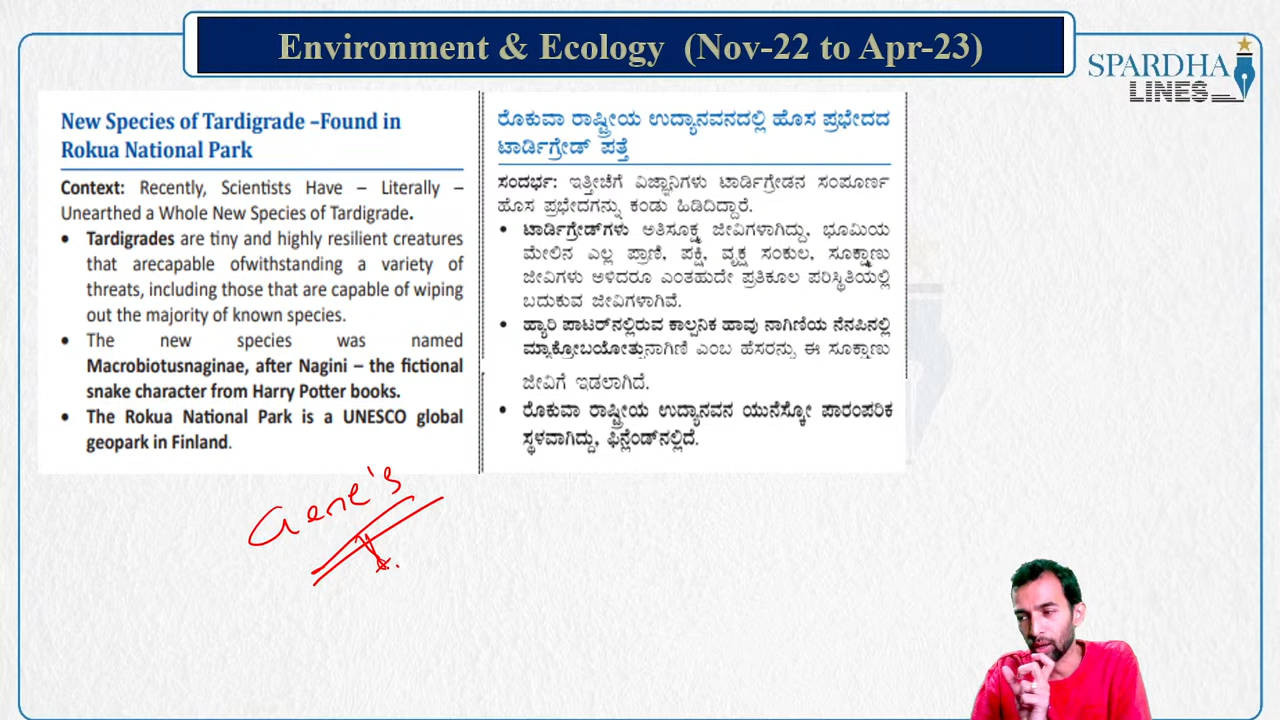 Environment & Ecology (Nov-22 to Apr-23)
SPARDHA
LINES
New Species of Tardigrade –Found in
Rokua National Park
Context: Recently, Scientists Have – Literally –
Unearthed a Whole New Species of Tardigrade.
• Tardigrades are tiny and highly resilient creatures
that arecapable ofwithstanding a variety of
threats, including those that are capable of wiping
out the majority of known species.
• The new species was named
Macrobiotusnaginae, after Nagini – the fictional
snake character from Harry Potter books.
• The Rokua National Park is a UNESCO global
geopark in Finland.
ರೊಕುವಾ ರಾಷ್ಟ್ರೀಯ ಉದ್ಯಾನವನದಲ್ಲಿ ಹೊಸ ಪ್ರಭೇದದ
ಟಾರ್ಡಿಗ್ರೇಡ್ ಪತ್ತೆ
ಸಂದರ್ಭ: ಇತ್ತೀಚೆಗೆ ವಿಜ್ಞಾನಿಗಳು ಟಾರ್ಡಿಗ್ರೇಡನ ಸಂಪೂರ್ಣ
ಹೊಸ ಪ್ರಭೇದಗನ್ನು ಕಂಡು ಹಿಡಿದಿದ್ದಾರೆ.
• ಟಾರ್ಡಿಗ್ರೇಡ್‌ಗಳು ಅತಿಸೂಕ್ಷ್ಮ ಜೀವಿಗಳಾಗಿದ್ದು, ಭೂಮಿಯ
ಮೇಲಿನ ಎಲ್ಲ ಪ್ರಾಣಿ, ಪಕ್ಷಿ, ವೃಕ್ಷ ಸಂಕುಲ, ಸೂಕ್ಷ್ಮಾಣು
ಜೀವಿಗಳು ಅಳಿದರೂ ಎಂತಹುದೇ ಪ್ರತಿಕೂಲ ಪರಿಸ್ಥಿತಿಯಲ್ಲಿ
ಬದುಕುವ ಜೀವಿಗಳಾಗಿವೆ.
• ಹ್ಯಾರಿ ಪಾಟರ್‌ನಲ್ಲಿರುವ ಕಾಲ್ಪನಿಕ ಹಾವು ನಾಗಿಣಿಯ ನೆನಪಿನಲ್ಲಿ
ಮ್ಯಾಕ್ರೋಬಯೋತುನಾಗಿಣಿ ಎಂಬ ಹೆಸರನ್ನು ಈ ಸೂಕ್ಷ್ಮಾಣು
ಜೀವಿಗೆ ಇಡಲಾಗಿದೆ.
• ರೊಕುವಾ ರಾಷ್ಟ್ರೀಯ ಉದ್ಯಾನವನ ಯುನೆಸ್ಕೋ ಪಾರಂಪರಿಕ
ಸ್ಥಳವಾಗಿದ್ದು, ಫಿನ್ಲೆಂಡ್‌ನಲ್ಲಿದೆ.
Gene's